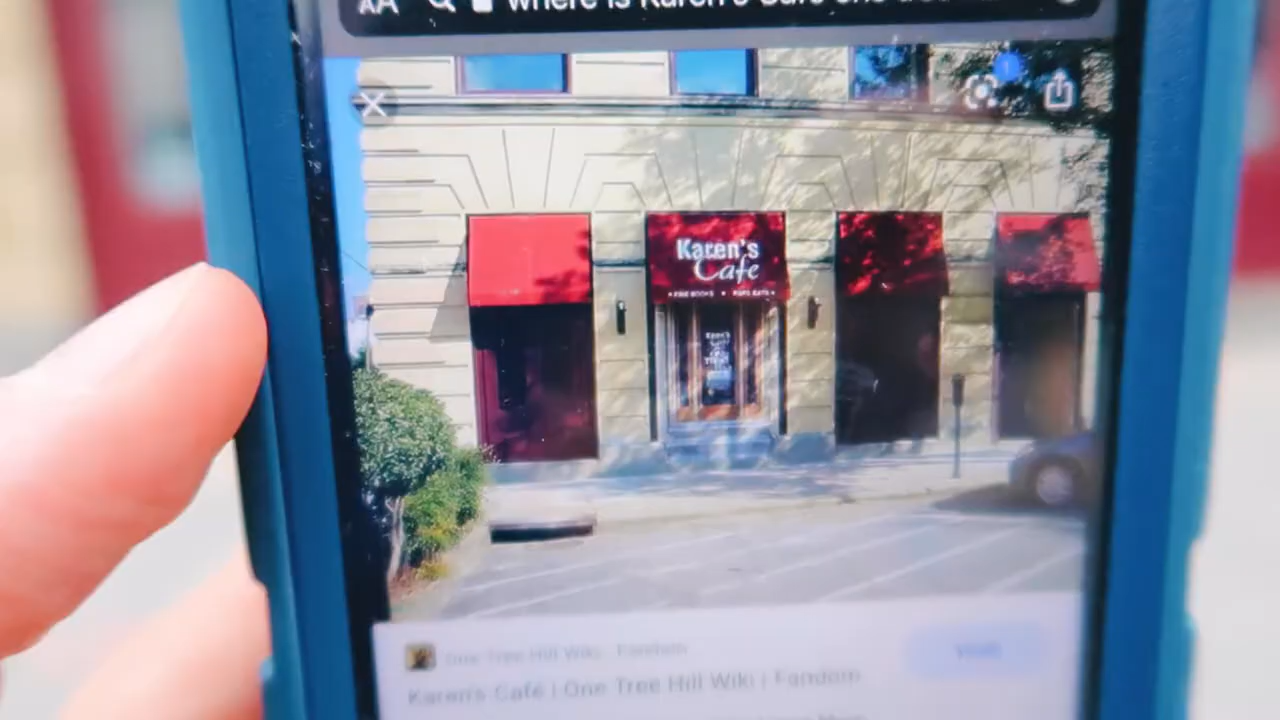 AA where is Karen's Cafe one tree
Karen's
Cafe
One Tree Hill Wiki - Fandom
Visit
Karen's Café | One Tree Hill Wiki | Fandom